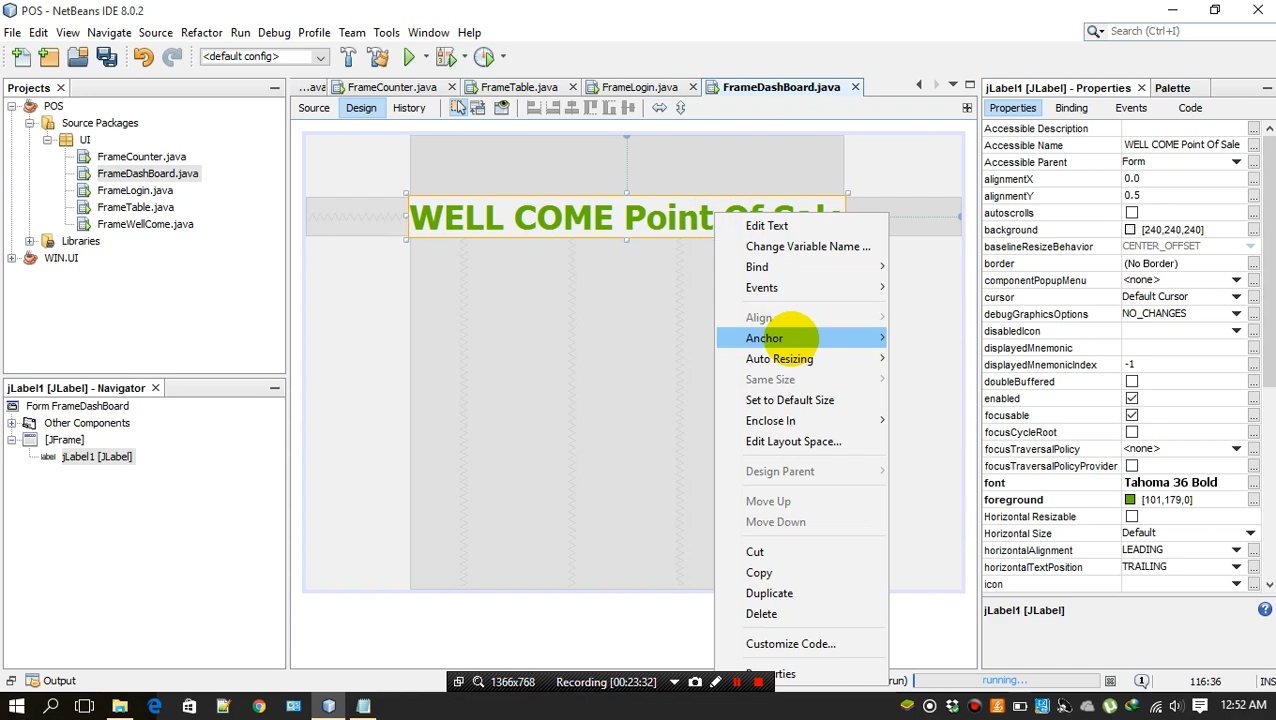 POS - NetBeans IDE 8.0.2
File Edit View Navigate Source Refactor Run Debug Profile Team Tools Window Help
Search (Ctrl+I)
<default config>
Projects
POS
Source Packages
UI
FrameCounter.java
FrameDashBoard.java
FrameLogin.java
FrameTable.java
FrameWellCome.java
Libraries
WIN.UI
jLabel1 [JLabel] - Navigator
Form FrameDashBoard
Other Components
[JFrame]
label jLabel1 [JLabel]
...ava FrameCounter.java FrameTable.java FrameLogin.java FrameDashBoard.java
Source Design History
WELL COME Point Of Sale
Edit Text
Change Variable Name ...
Bind
Events
Align
Anchor
Auto Resizing
Same Size
Set to Default Size
Enclose In
Edit Layout Space...
Design Parent
Move Up
Move Down
Cut
Copy
Duplicate
Delete
Customize Code...
Properties
jLabel1 [JLabel] - Properties Palette
Properties Binding Events Code
Accessible Description
Accessible Name WELL COME Point Of Sale
Accessible Parent Form
alignmentX 0.0
alignmentY 0.5
autoscrolls
background [240,240,240]
baselineResizeBehavior CENTER_OFFSET
border (No Border)
componentPopupMenu <none>
cursor Default Cursor
debugGraphicsOptions NO_CHANGES
disabledIcon
displayedMnemonic
displayedMnemonicIndex -1
doubleBuffered
enabled
focusable
focusCycleRoot
focusTraversalPolicy <none>
focusTraversalPolicyProvider
font Tahoma 36 Bold
foreground [101,179,0]
Horizontal Resizable
Horizontal Size Default
horizontalAlignment LEADING
horizontalTextPosition TRAILING
icon
jLabel1 [JLabel]
Output
1366x768 Recording [00:23:32]
run) running... 1 116:36 INS
12:52 AM